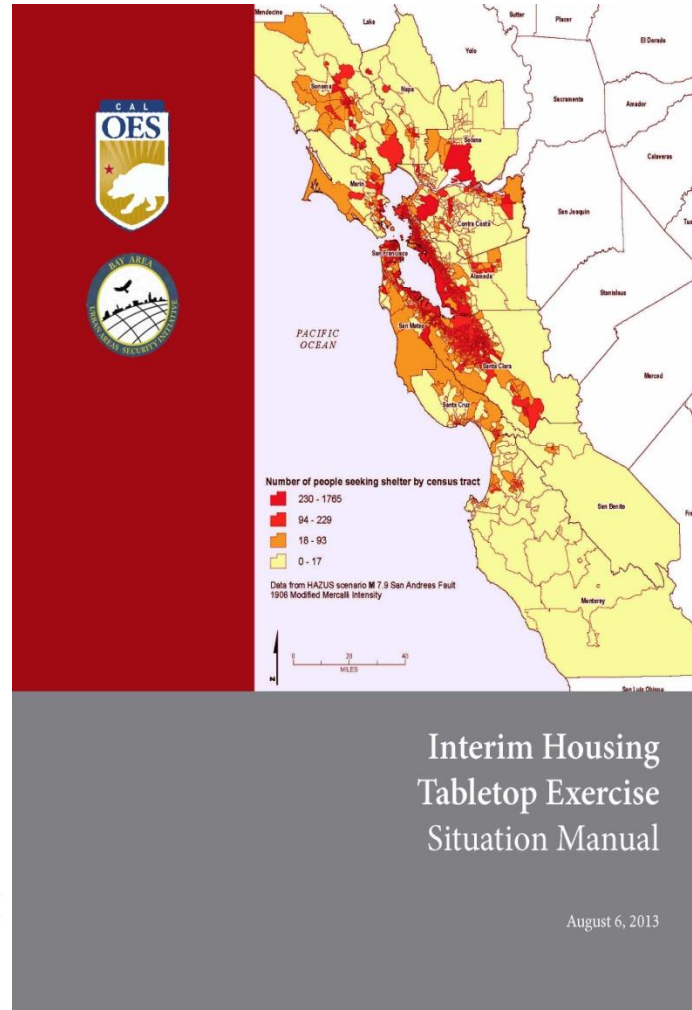 CAL
OES
BAY AREA
URBAN AREAS SECURITY INITIATIVE
Mendocino
Lake
Sutter
Placer
Yolo
El Dorado
Sonoma
Napa
Sacramento
Amador
Solano
Calaveras
Marin
San Joaquin
Contra Costa
San Francisco
Alameda
Stanislaus
PACIFIC
OCEAN
San Mateo
Santa Clara
Merced
Santa Cruz
Number of people seeking shelter by census tract
230 - 1765
94 - 229
18 - 93
0 - 17
San Benito
Data from HAZUS scenario M 7.9 San Andreas Fault
1906 Modified Mercalli Intensity
Monterey
0 20 40
MILES
N
San Luis Obispo
Interim Housing
Tabletop Exercise
Situation Manual
August 6, 2013